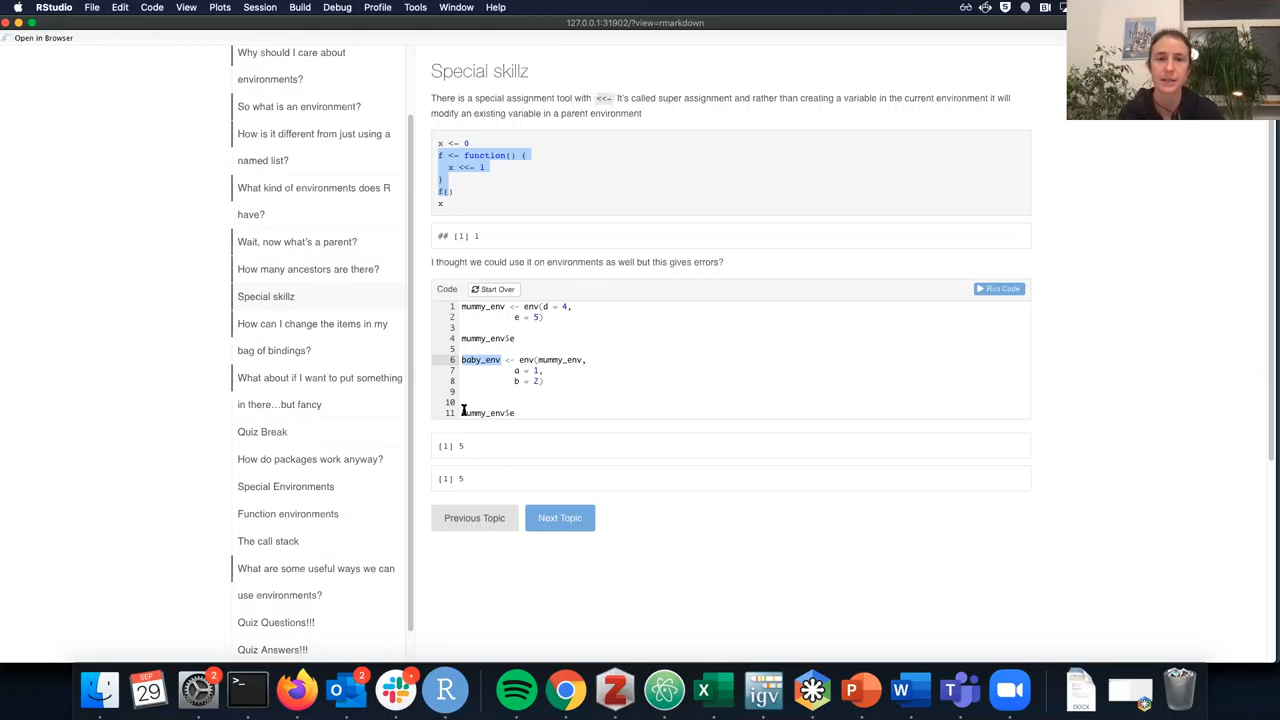 RStudio File Edit Code View Plots Session Build Debug Profile Tools Window
127.0.0.1:31902/?view=rmarkdown
Open in Browser
Why should I care about
environments?
So what is an environment?
How is it different from just using a
named list?
What kind of environments does R
have?
Wait, now what's a parent?
How many ancestors are there?
Special skillz
How can I change the items in my
bag of bindings?
What about if I want to put something
in there...but fancy
Quiz Break
How do packages work anyway?
Special Environments
Function environments
The call stack
What are some useful ways we can
use environments?
Quiz Questions!!!
Quiz Answers!!!
Special skillz
There is a special assignment tool with <<- It's called super assignment and rather than creating a variable in the current environment it will
modify an existing variable in a parent environment
x <- 0
f <- function() {
x <<- 1
}
f()
x
## [1] 1
I thought we could use it on environments as well but this gives errors?
Code Start Over Run Code
1 mummy_env <- env(d = 4,
2 e = 5)
3
4 mummy_env$e
5
6 baby_env <- env(mummy_env,
7 a = 1,
8 b = 2)
9
10
11 mummy_env$e
[1] 5
[1] 5
Previous Topic Next Topic
SEP
29
2
2
W
T
DOCX
igv
X
P
R
>_